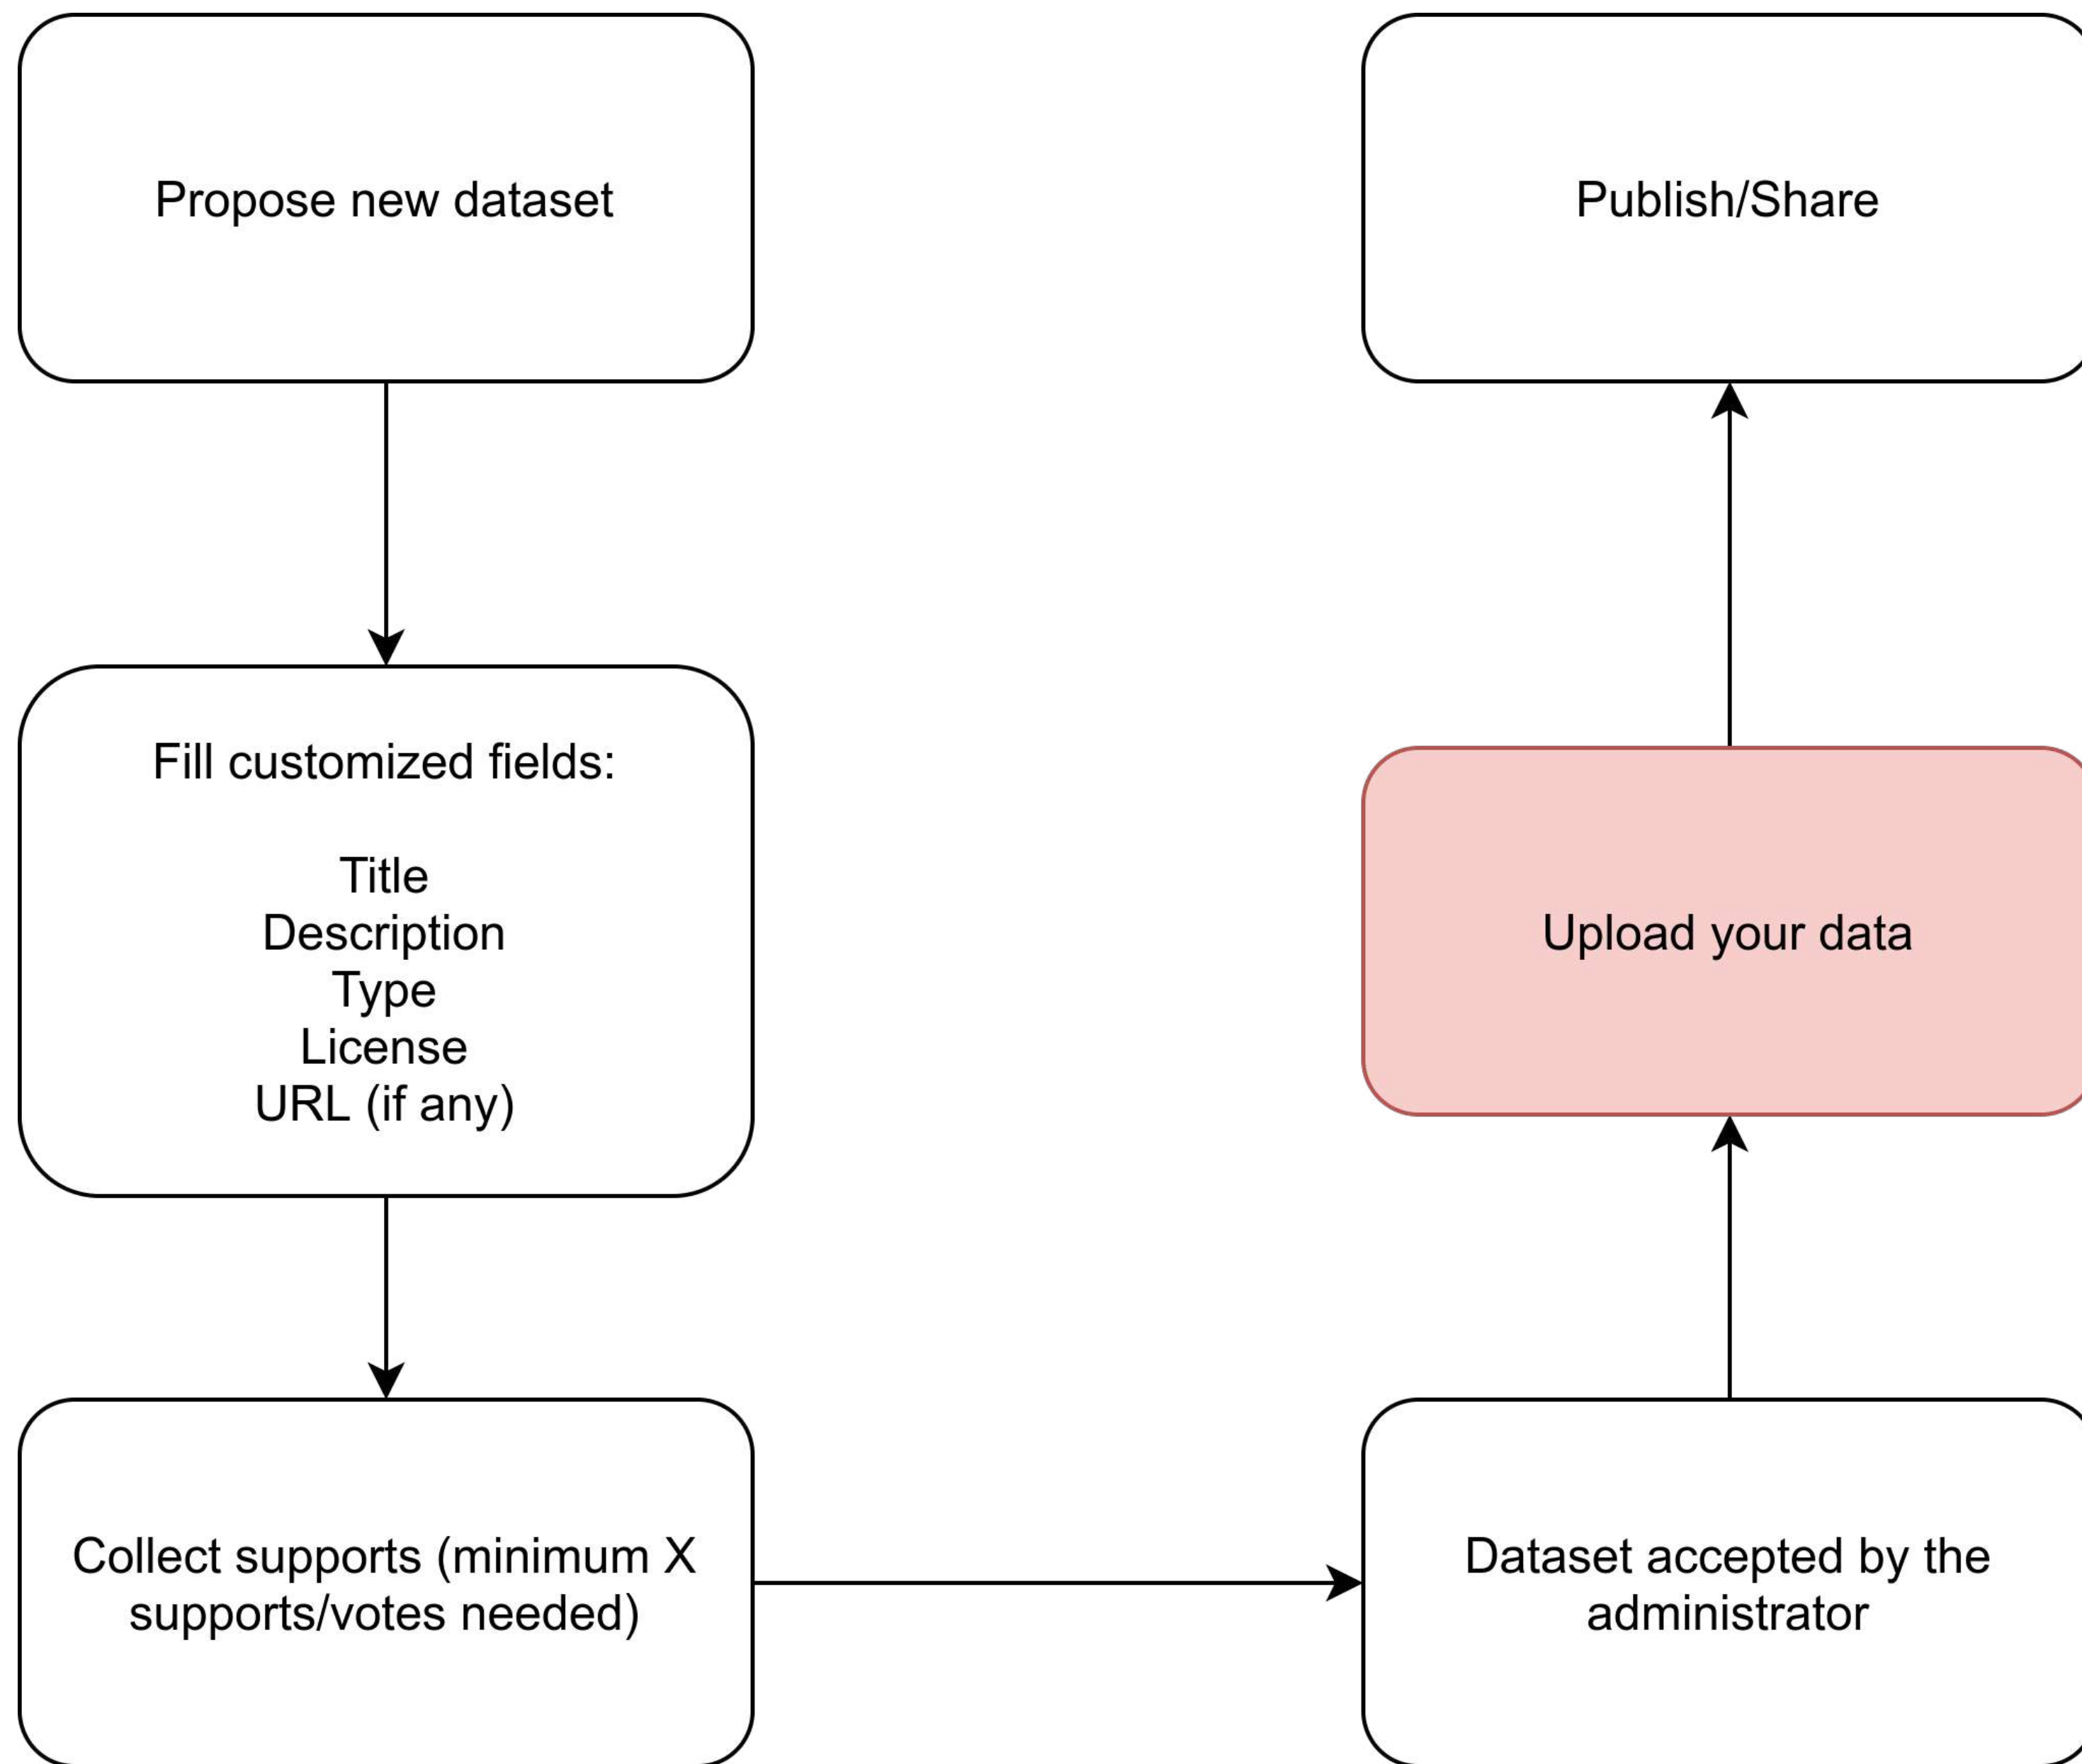 Propose new dataset
Fill customized fields:
Title
Description
Type
License
URL (if any)
Collect supports (minimum X
supports/votes needed)
Dataset accepted by the
administrator
Upload your data
Publish/Share